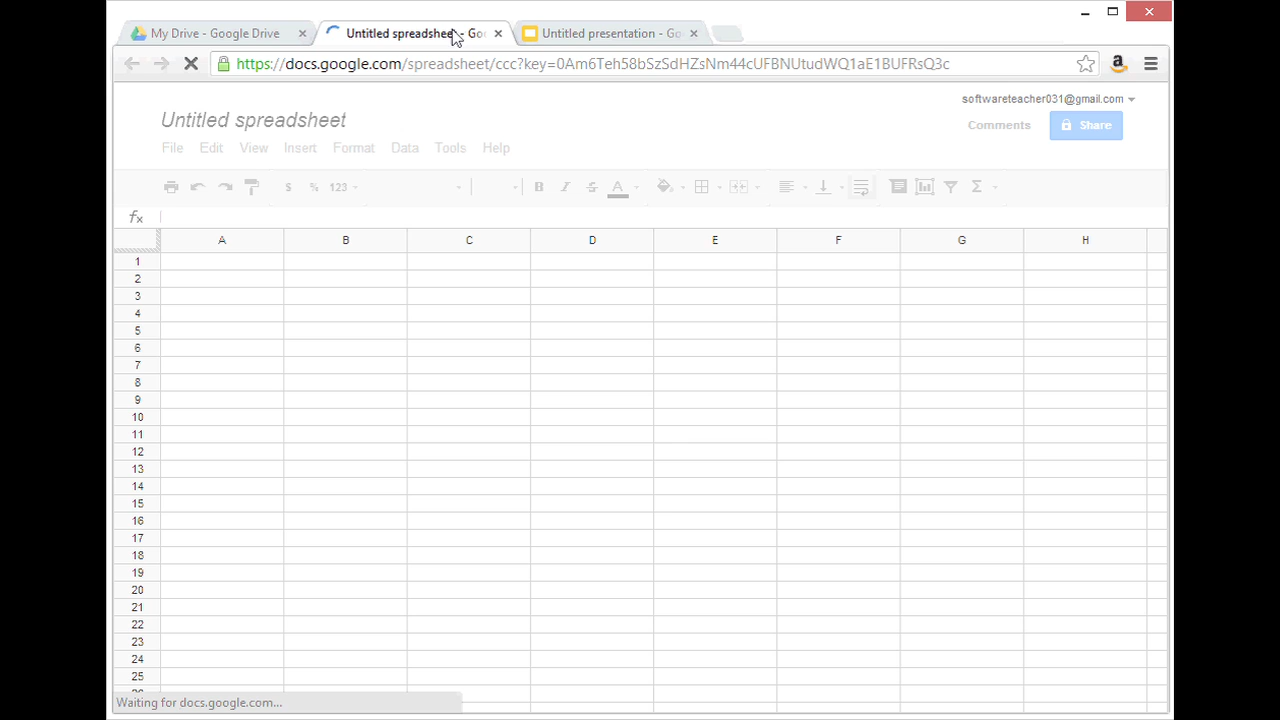 My Drive - Google Drive
Untitled spreadsheet - Goo
Untitled presentation - Go
https://docs.google.com/spreadsheet/ccc?key=0Am6Teh58bSzSdHZsNm44cUFBNUtudWQ1aE1BUFRsQ3c
softwareteacher031@gmail.com
Untitled spreadsheet
Comments
Share
File Edit View Insert Format Data Tools Help
$ % 123 B I S A Σ
fx
A B C D E F G H
1
2
3
4
5
6
7
8
9
10
11
12
13
14
15
16
17
18
19
20
21
22
23
24
25
Waiting for docs.google.com...